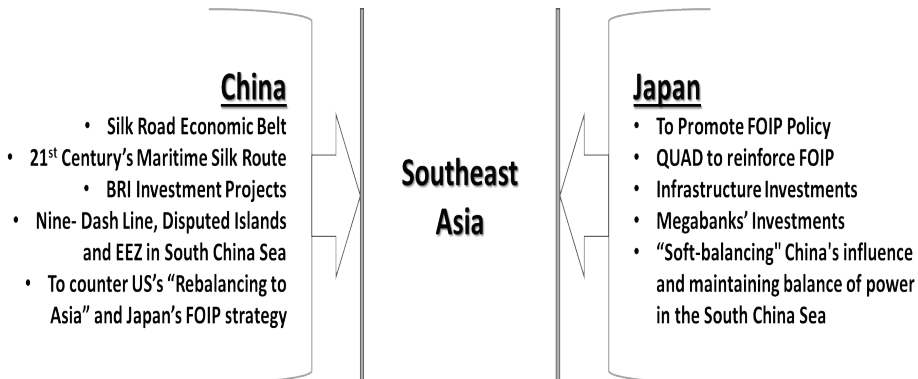 China
• Silk Road Economic Belt
• 21st Century's Maritime Silk Route
• BRI Investment Projects
• Nine- Dash Line, Disputed Islands
and EEZ in South China Sea
• To counter US's “Rebalancing to
Asia” and Japan's FOIP strategy
Southeast
Asia
Japan
• To Promote FOIP Policy
• QUAD to reinforce FOIP
• Infrastructure Investments
• Megabanks' Investments
• “Soft-balancing" China's influence
and maintaining balance of power
in the South China Sea